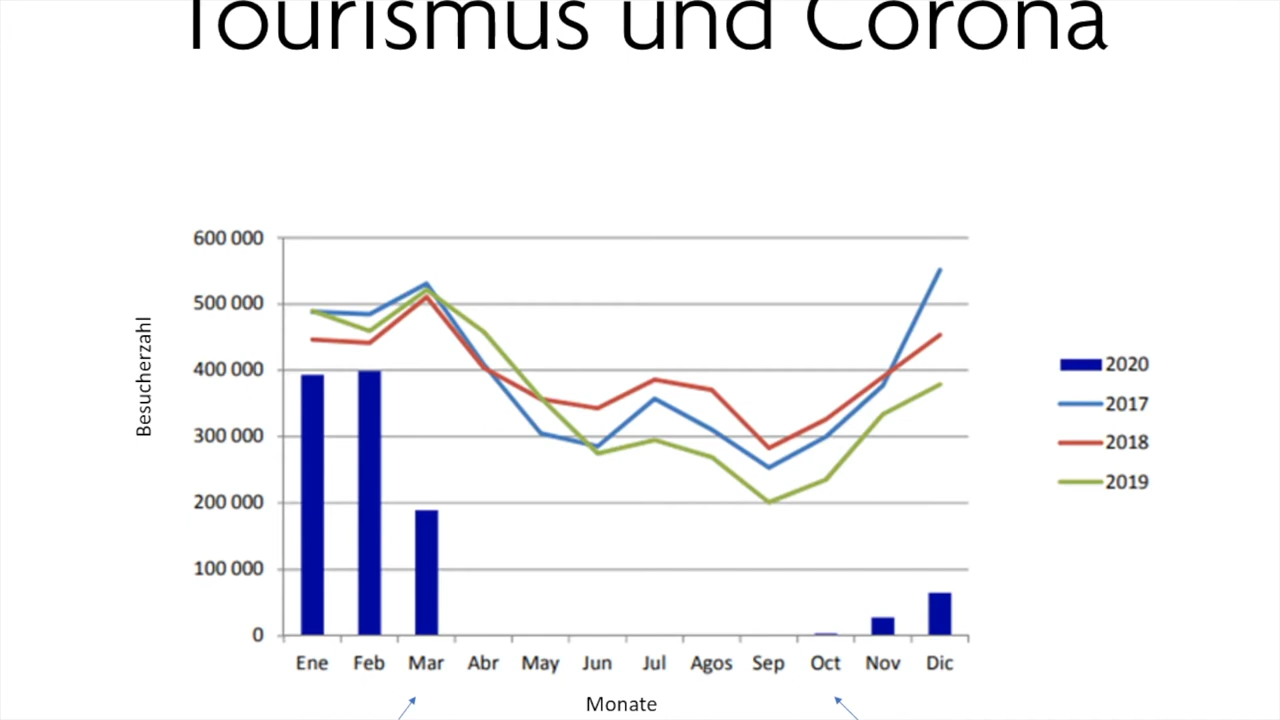 Tourismus und Corona
600 000
500 000
400 000
300 000
200 000
100 000
0
Besucherzahl
Ene Feb Mar Abr May Jun Jul Agos Sep Oct Nov Dic
Monate
2020
2017
2018
2019